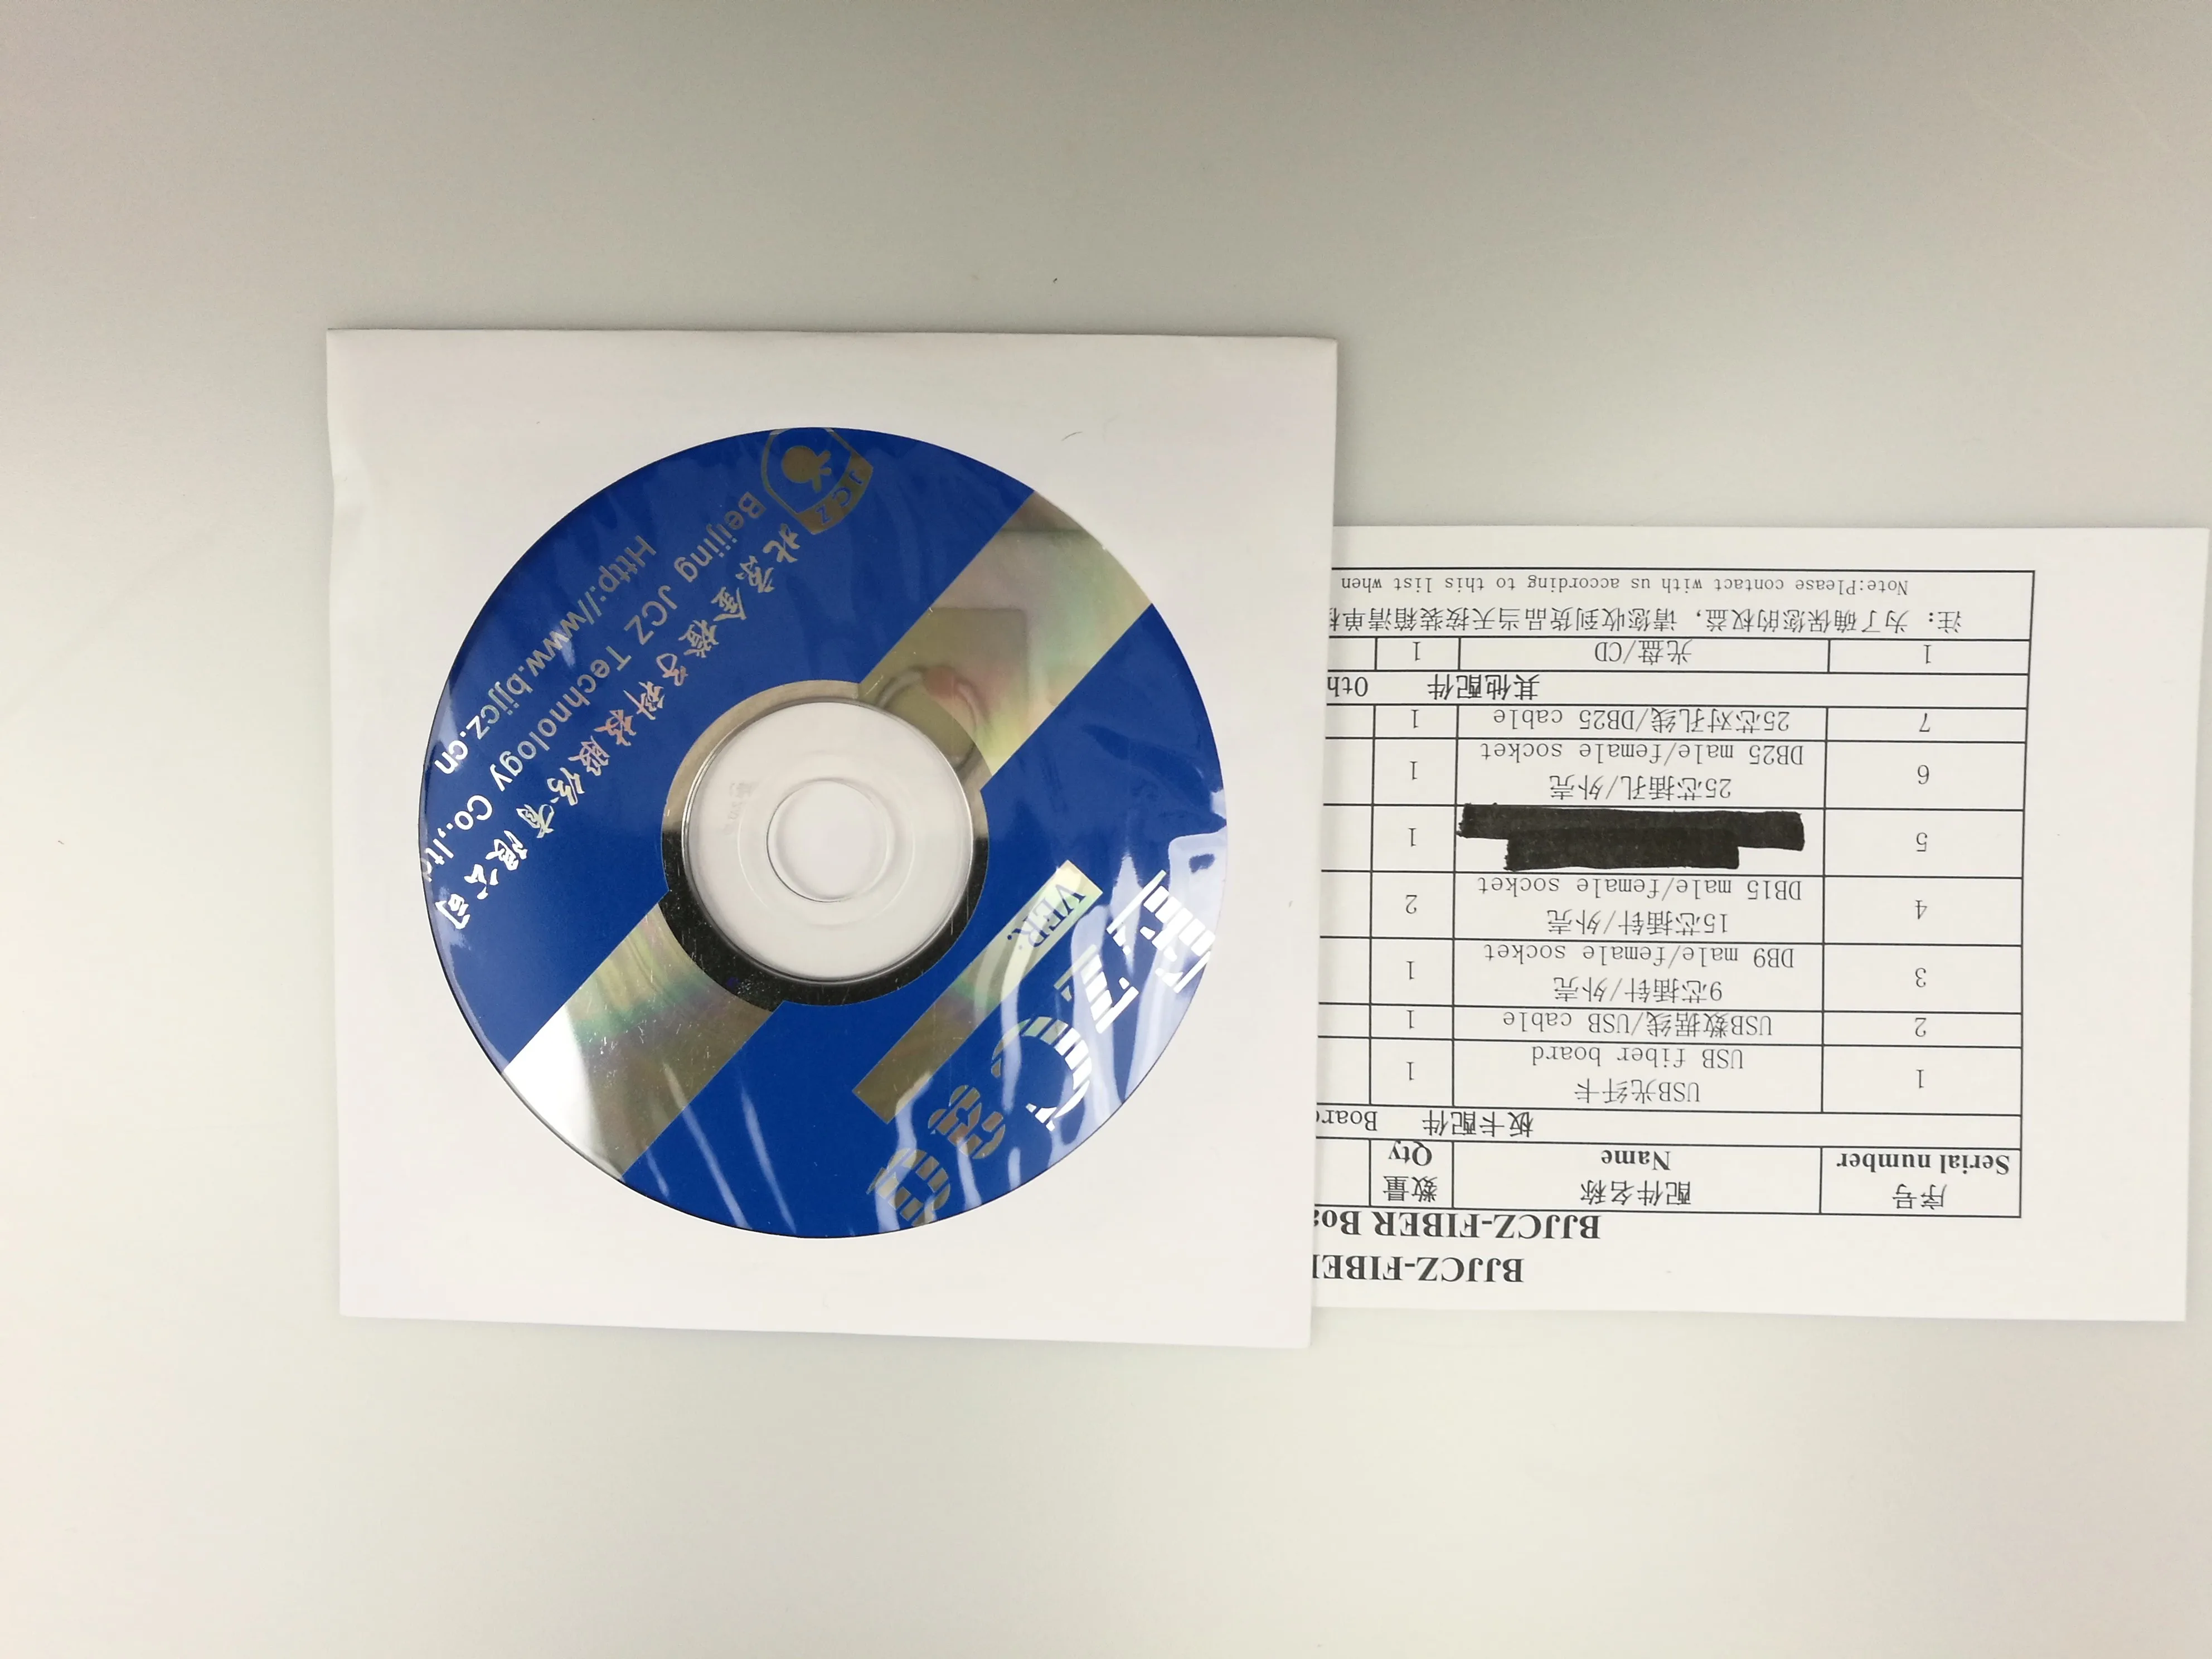 JCZ
北京金橙子科技股份有限公司
Beijing JCZ Technology Co.,ltd
Http://www.bjjcz.cn
VER.
BJJCZ-FIBE
BJJCZ-FIBER Boa
序号 配件名称 数量
Serial number Name Qty
板卡配件 Board
1 USB光纤卡 1
USB fiber board
2 USB数据线/USB cable 1
3 9芯插针/外壳 1
DB9 male/female socket
4 15芯插针/外壳 2
DB15 male/female socket
5 1
6 25芯插孔/外壳 1
DB25 male/female socket
7 25芯对孔线/DB25 cable 1
其他配件 Oth
1 光盘/CD 1
注：为了确保您的权益，请您收到货品当天按装箱清单
Note:Please contact with us according to this list when